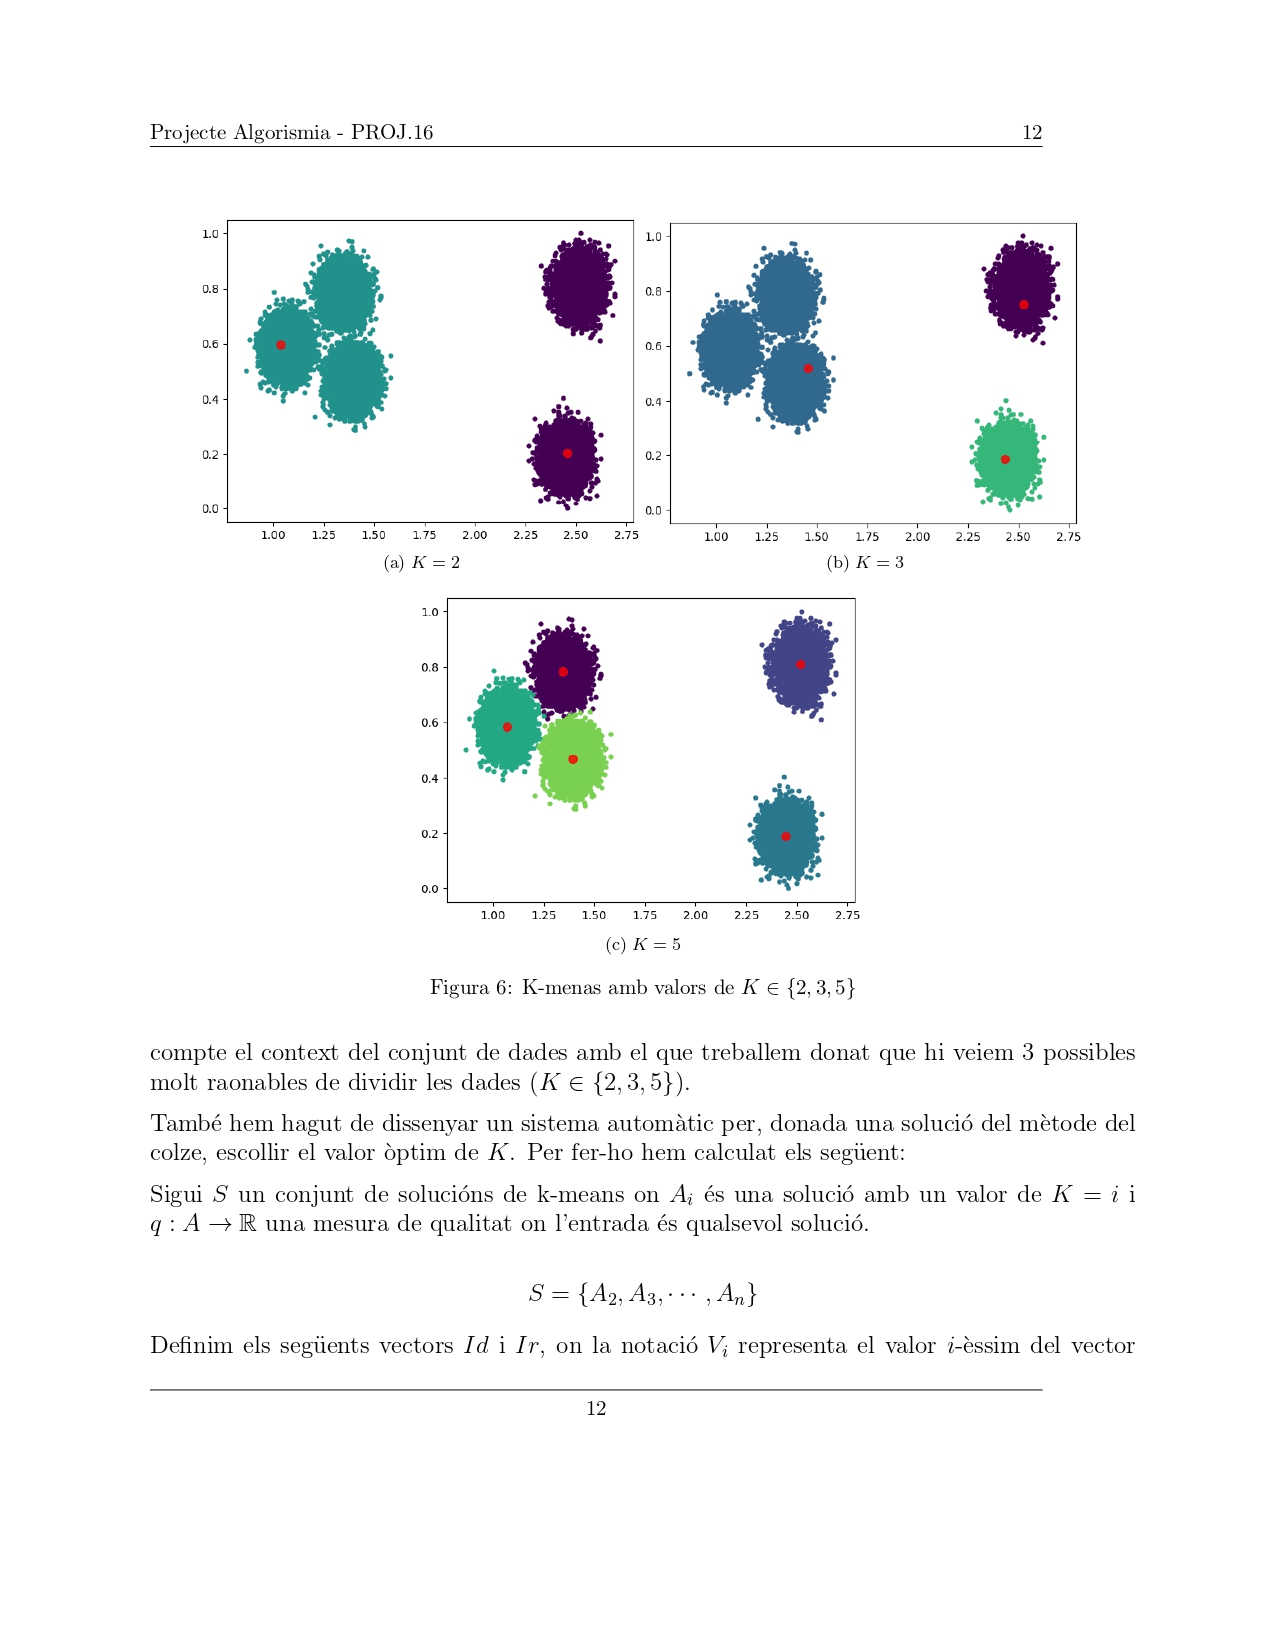 Projecte Algorismia - PROJ.16 12
1.0
0.8
0.6
0.4
0.2
0.0
1.00 1.25 1.50 1.75 2.00 2.25 2.50 2.75
(a) K = 2
1.0
0.8
0.6
0.4
0.2
0.0
1.00 1.25 1.50 1.75 2.00 2.25 2.50 2.75
(b) K = 3
1.0
0.8
0.6
0.4
0.2
0.0
1.00 1.25 1.50 1.75 2.00 2.25 2.50 2.75
(c) K = 5
Figura 6: K-menas amb valors de K ∈ {2, 3, 5}
compte el context del conjunt de dades amb el que treballem donat que hi veiem 3 possibles
molt raonables de dividir les dades (K ∈ {2, 3, 5}).
També hem hagut de dissenyar un sistema automàtic per, donada una solució del mètode del
colze, escollir el valor òptim de K. Per fer-ho hem calculat els següent:
Sigui S un conjunt de solucións de k-means on A_i és una solució amb un valor de K = i i
q : A → ℝ una mesura de qualitat on l'entrada és qualsevol solució.
S = {A₂, A₃, · · · , Aₙ}
Definim els següents vectors Id i Ir, on la notació V_i representa el valor i-èssim del vector
12